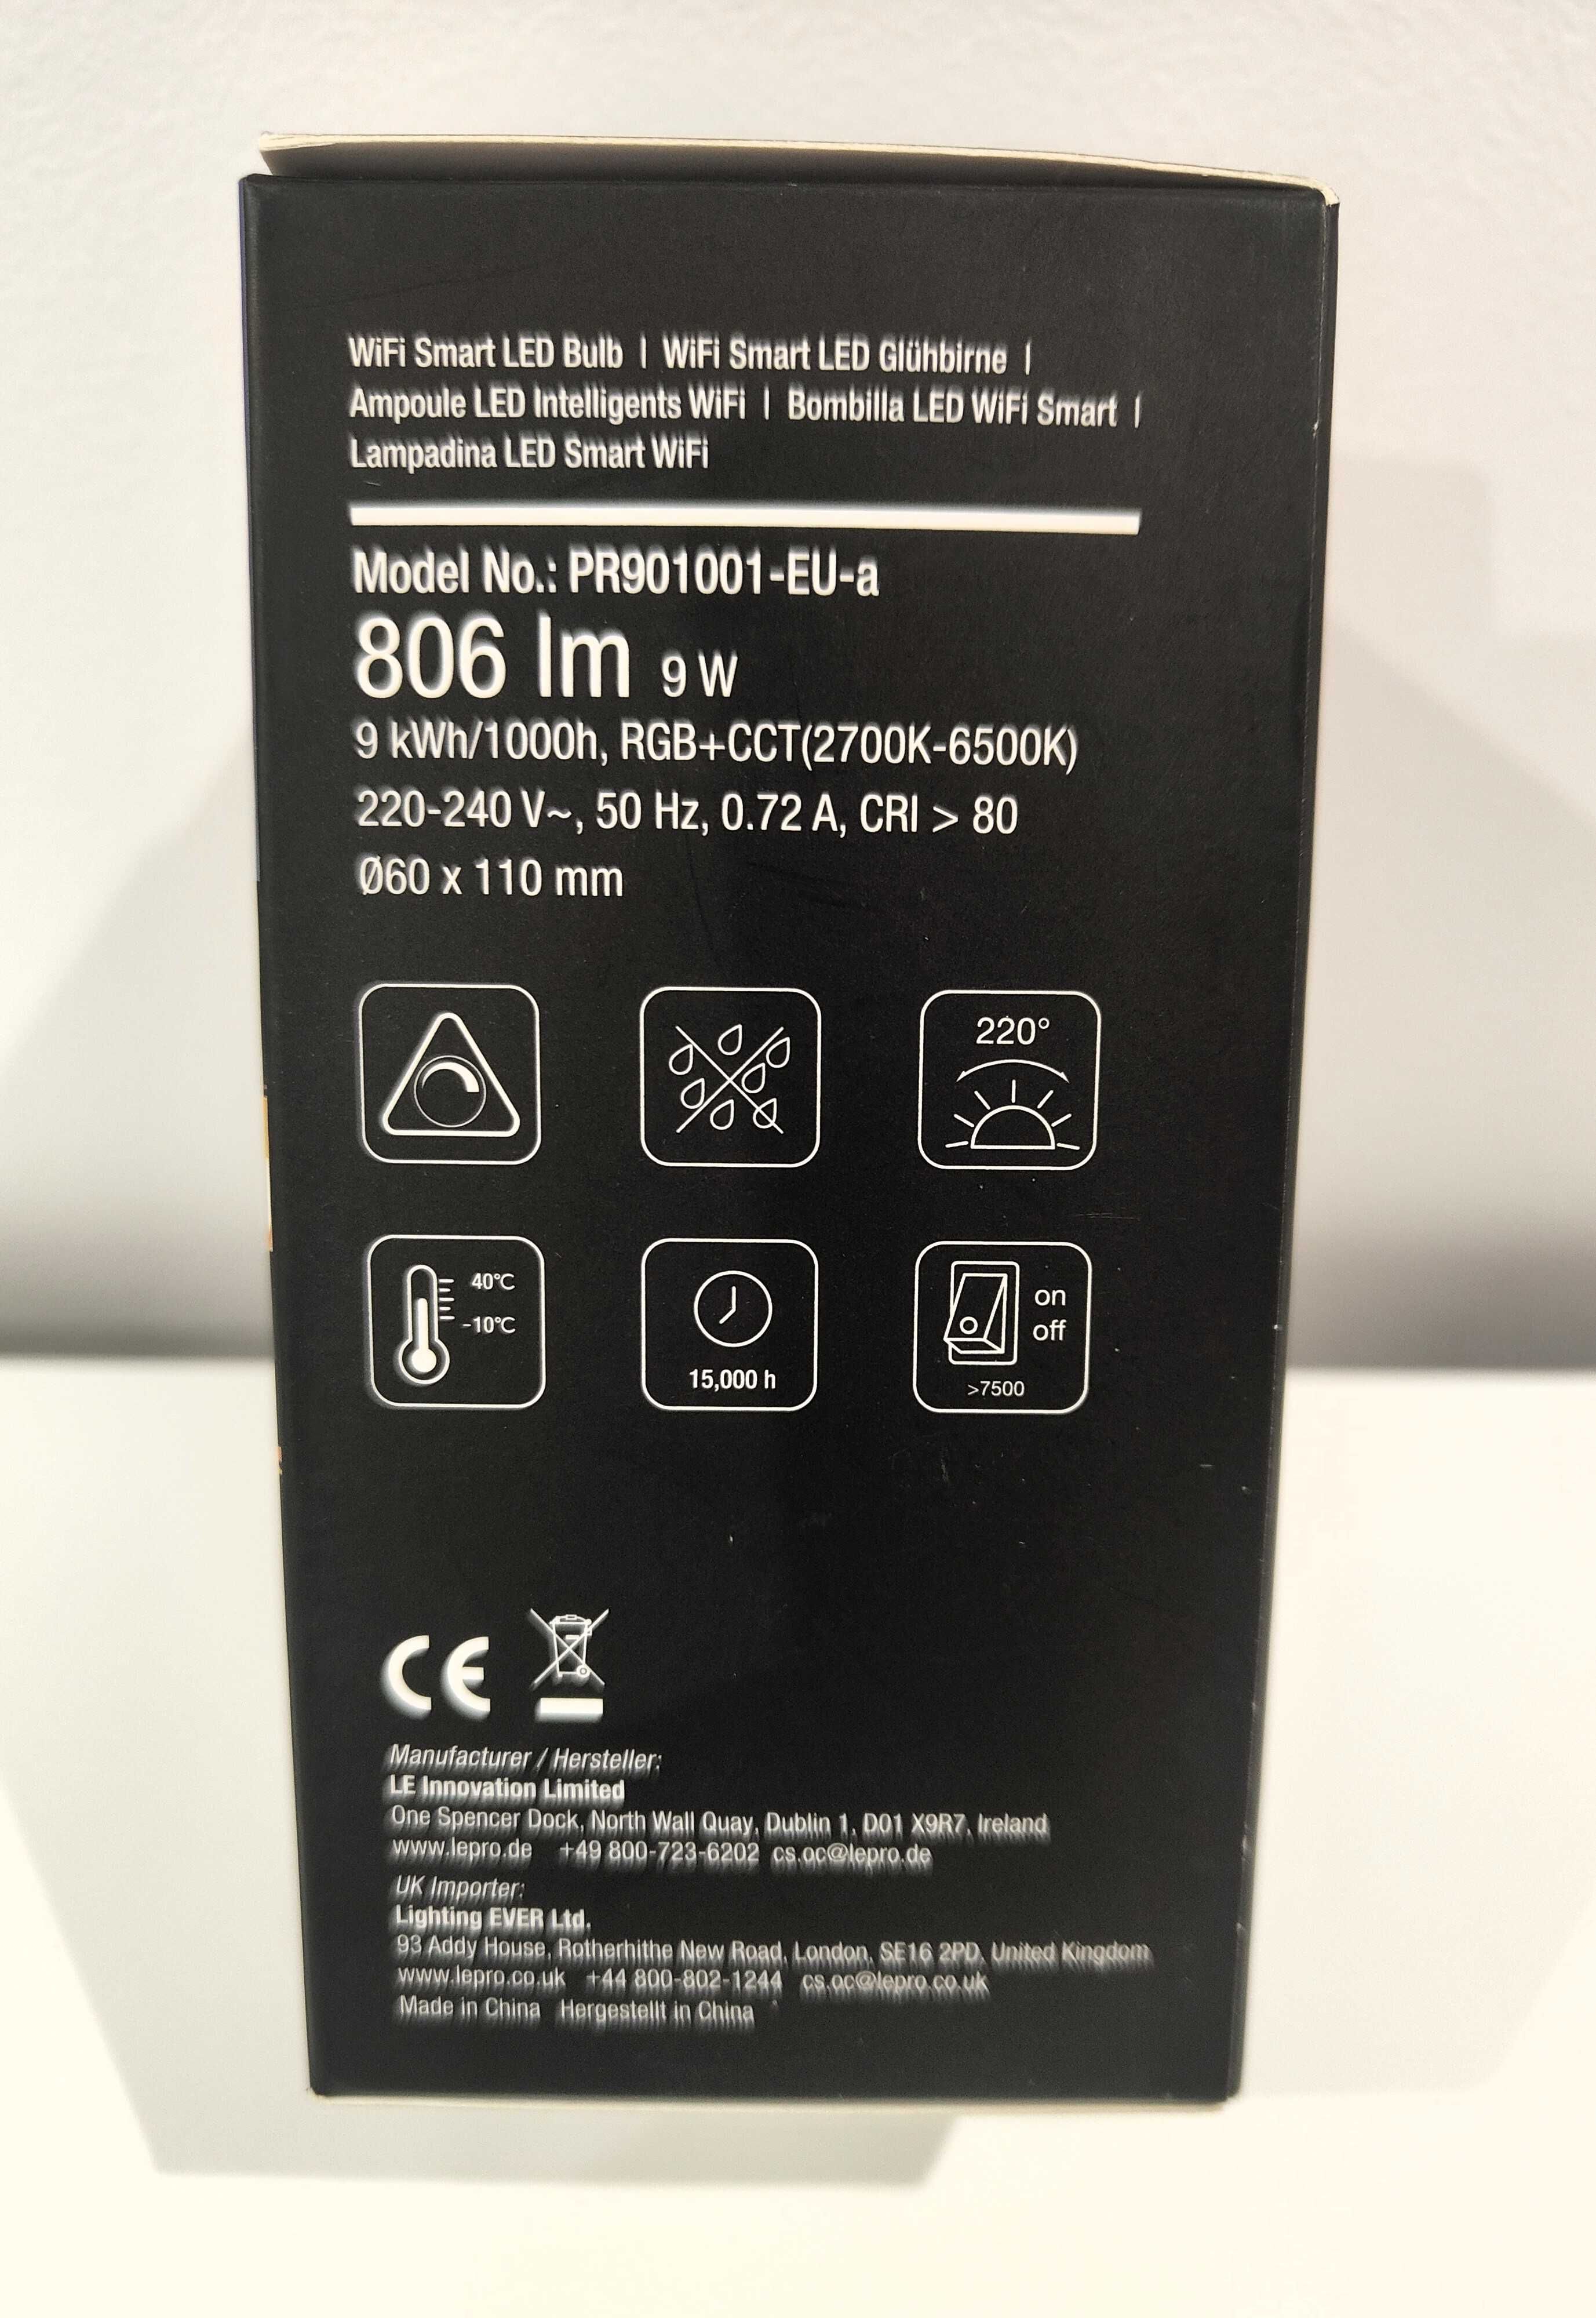 WiFi Smart LED Bulb | WiFi Smart LED Glühbirne |
Ampoule LED Intelligents WiFi | Bombilla LED WiFi Smart |
Lampadina LED Smart WiFi
Model No.: PR901001-EU-a
806 lm 9 W
9 kWh/1000h, RGB+CCT(2700K-6500K)
220-240 V~, 50 Hz, 0.72 A, CRI > 80
Ø60 x 110 mm
220°
40°C
-10°C
15,000 h
on
off
>7500
CE
Manufacturer / Hersteller:
LE Innovation Limited
One Spencer Dock, North Wall Quay, Dublin 1, D01 X9R7, Ireland
www.lepro.de +49 800-723-6202 cs.oc@lepro.de
UK Importer:
Lighting EVER Ltd.
93 Addy House, Rotherhithe New Road, London, SE16 2PD, United Kingdom
www.lepro.co.uk +44 800-802-1244 cs.oc@lepro.co.uk
Made in China Hergestellt in China